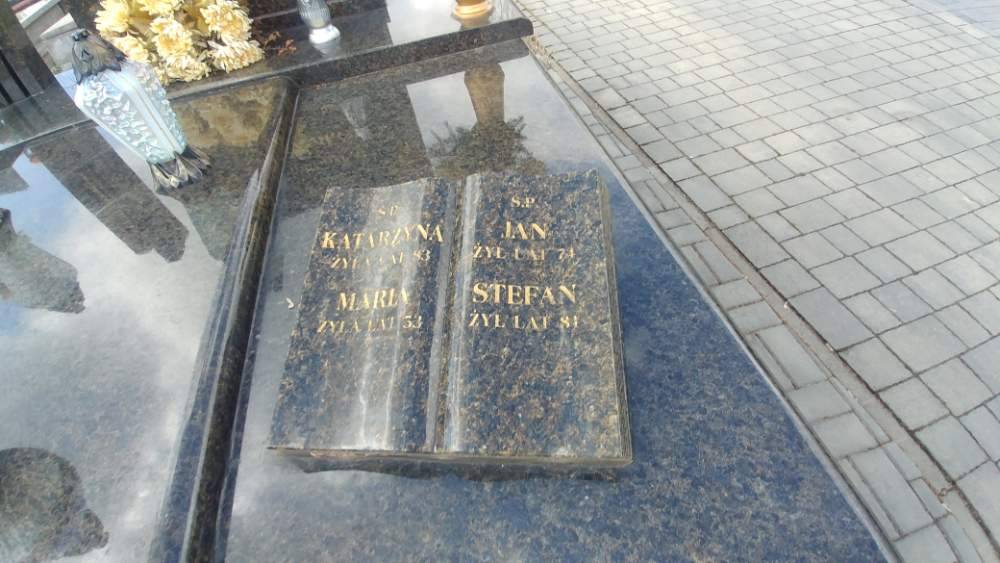 Ś.P.
KATARZYNA
ŻYŁA LAT 83
MARIA
ŻYŁA LAT 53
Ś.P.
JAN
ŻYŁ LAT 74
STEFAN
ŻYŁ LAT 81